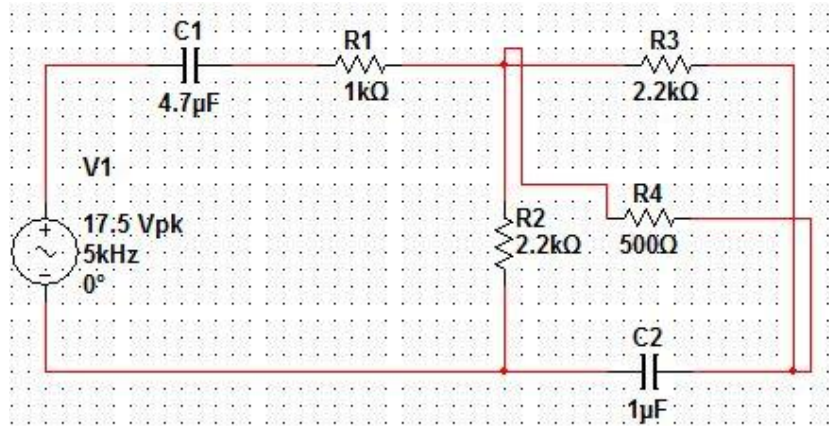 C1
4.7µF
R1
1kΩ
R3
2.2kΩ
V1
17.5 Vpk
5kHz
0°
R2
2.2kΩ
R4
500Ω
C2
1µF